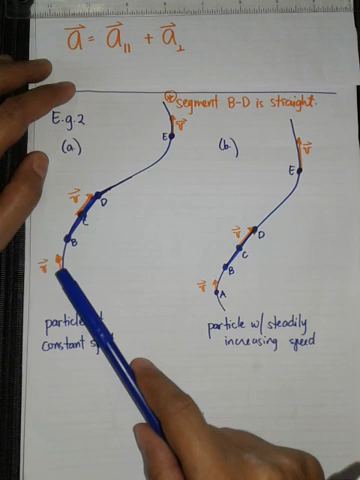 a = a∥ + a⊥
* segment B-D is straight.
E.g.2
(a)
E
v
v
D
C
B
v
particle
constant
(b)
v
E
v
D
C
B
v
A
particle w/ steadily
increasing speed